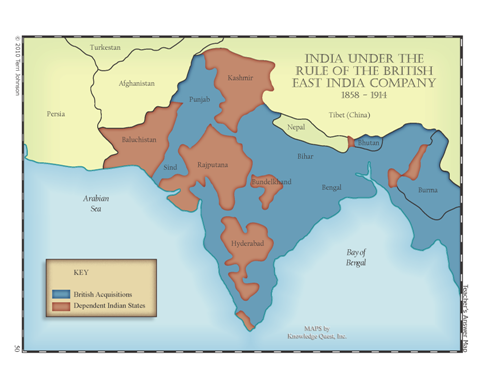 © 2010 Terri Johnson
INDIA UNDER THE
RULE OF THE BRITISH
EAST INDIA COMPANY
1858 - 1914
Turkestan
Kashmir
Afghanistan
Punjab
Persia
Tibet (China)
Nepal
Baluchistan
Bhutan
Bihar
Sind
Rajputana
Bundelkhand
Bengal
Burma
Arabian
Sea
Hyderabad
Bay of
Bengal
KEY
British Acquisitions
Dependent Indian States
MAPS by
Knowledge Quest, Inc.
Teacher's Answer Map
50